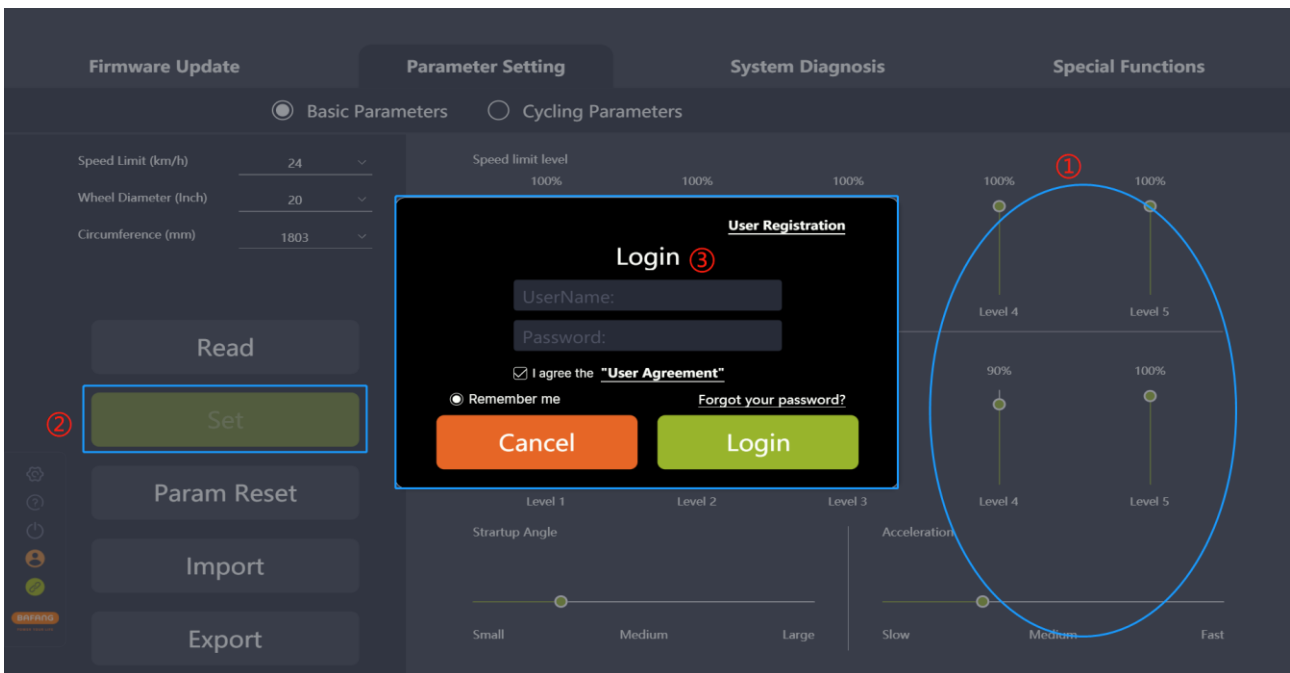 Firmware Update Parameter Setting System Diagnosis Special Functions
Basic Parameters Cycling Parameters
Speed Limit (km/h) 24
Wheel Diameter (Inch) 20
Circumference (mm) 1803
Speed limit level
100% 100% 100% 100% 100%
①
Level 4 Level 5
90% 100%
Level 1 Level 2 Level 3 Level 4 Level 5
User Registration
Login ③
UserName:
Password:
I agree the "User Agreement"
Remember me Forgot your password?
Cancel Login
Read
② Set
Param Reset
Import
Export
BAFANG
Strartup Angle
Small Medium Large
Acceleration
Slow Medium Fast